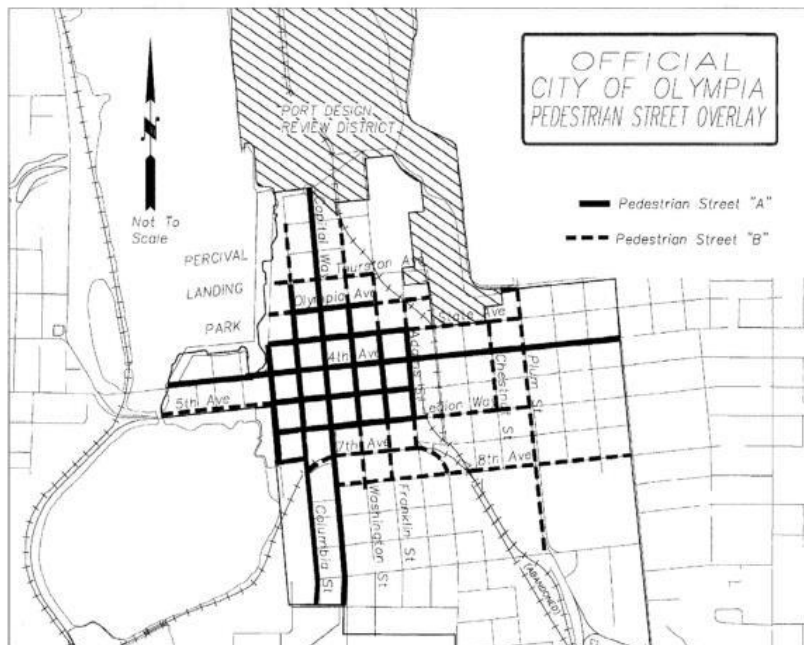 OFFICIAL
CITY OF OLYMPIA
PEDESTRIAN STREET OVERLAY
PORT DESIGN
REVIEW DISTRICT
N
Not To
Scale
Pedestrian Street "A"
Pedestrian Street "B"
PERCIVAL
LANDING
PARK
Capital Way
Thurston Ave
Olympia Ave
State Ave
4th Ave
Adams St
Chestnut St
Plum St
5th Ave
Legion Way
7th Ave
8th Ave
Columbia St
Washington St
Franklin St
(ABANDONED)